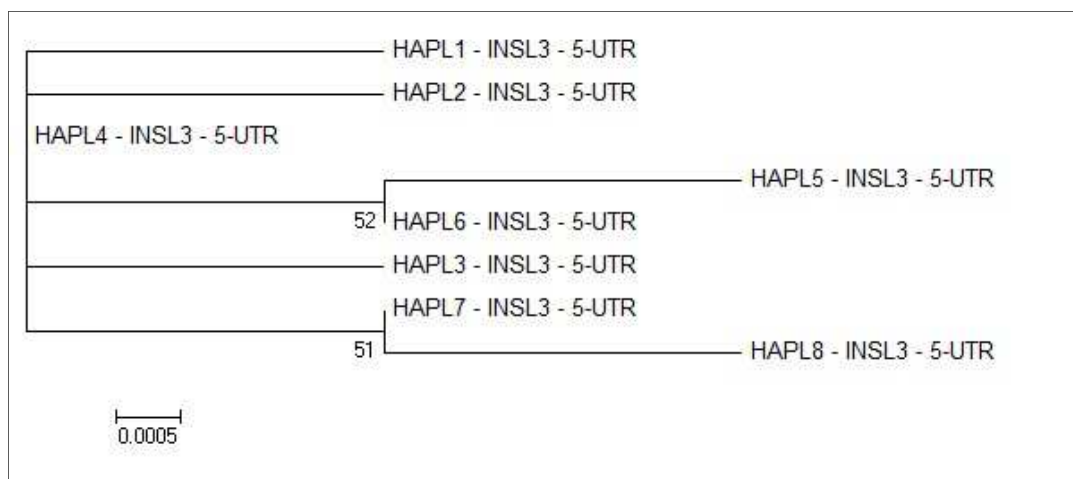 HAPL1 - INSL3 - 5-UTR
HAPL2 - INSL3 - 5-UTR
HAPL4 - INSL3 - 5-UTR
HAPL5 - INSL3 - 5-UTR
52
HAPL6 - INSL3 - 5-UTR
HAPL3 - INSL3 - 5-UTR
HAPL7 - INSL3 - 5-UTR
51
HAPL8 - INSL3 - 5-UTR
0.0005